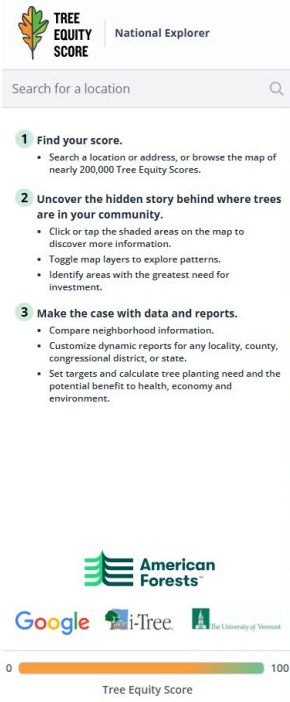 TREE
EQUITY
SCORE
National Explorer
Search for a location
1 Find your score.
• Search a location or address, or browse the map of
nearly 200,000 Tree Equity Scores.
2 Uncover the hidden story behind where trees
are in your community.
• Click or tap the shaded areas on the map to
discover more information.
• Toggle map layers to explore patterns.
• Identify areas with the greatest need for
investment.
3 Make the case with data and reports.
• Compare neighborhood information.
• Customize dynamic reports for any locality, county,
congressional district, or state.
• Set targets and calculate tree planting need and the
potential benefit to health, economy and
environment.
American
Forests™
Google i-Tree The University of Vermont
0 100
Tree Equity Score